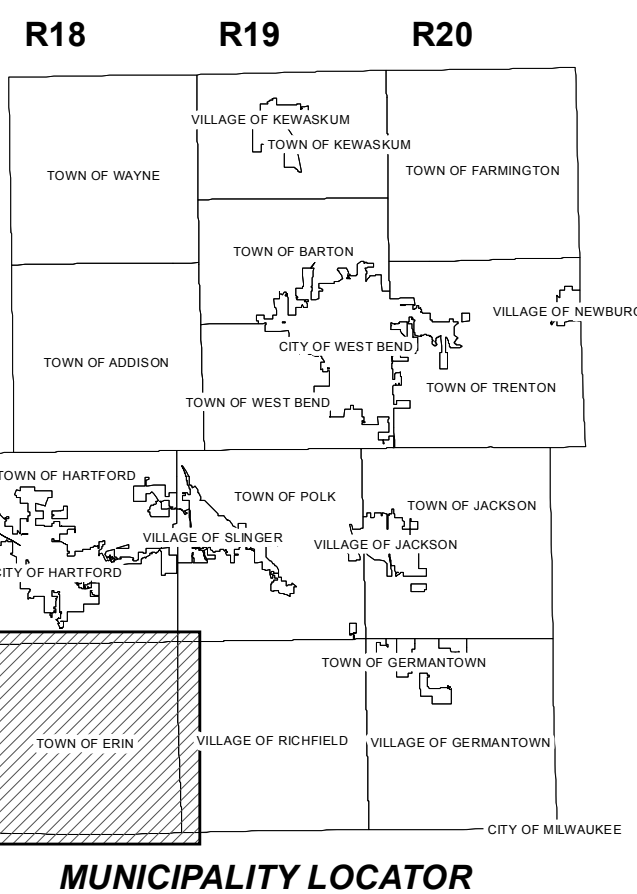 R18 R19 R20
VILLAGE OF KEWASKUM
TOWN OF KEWASKUM
TOWN OF WAYNE
TOWN OF FARMINGTON
TOWN OF BARTON
VILLAGE OF NEWBURG
CITY OF WEST BEND
TOWN OF ADDISON
TOWN OF TRENTON
TOWN OF WEST BEND
TOWN OF HARTFORD
TOWN OF POLK
TOWN OF JACKSON
VILLAGE OF SLINGER
VILLAGE OF JACKSON
CITY OF HARTFORD
TOWN OF GERMANTOWN
TOWN OF ERIN
VILLAGE OF RICHFIELD
VILLAGE OF GERMANTOWN
CITY OF MILWAUKEE
MUNICIPALITY LOCATOR